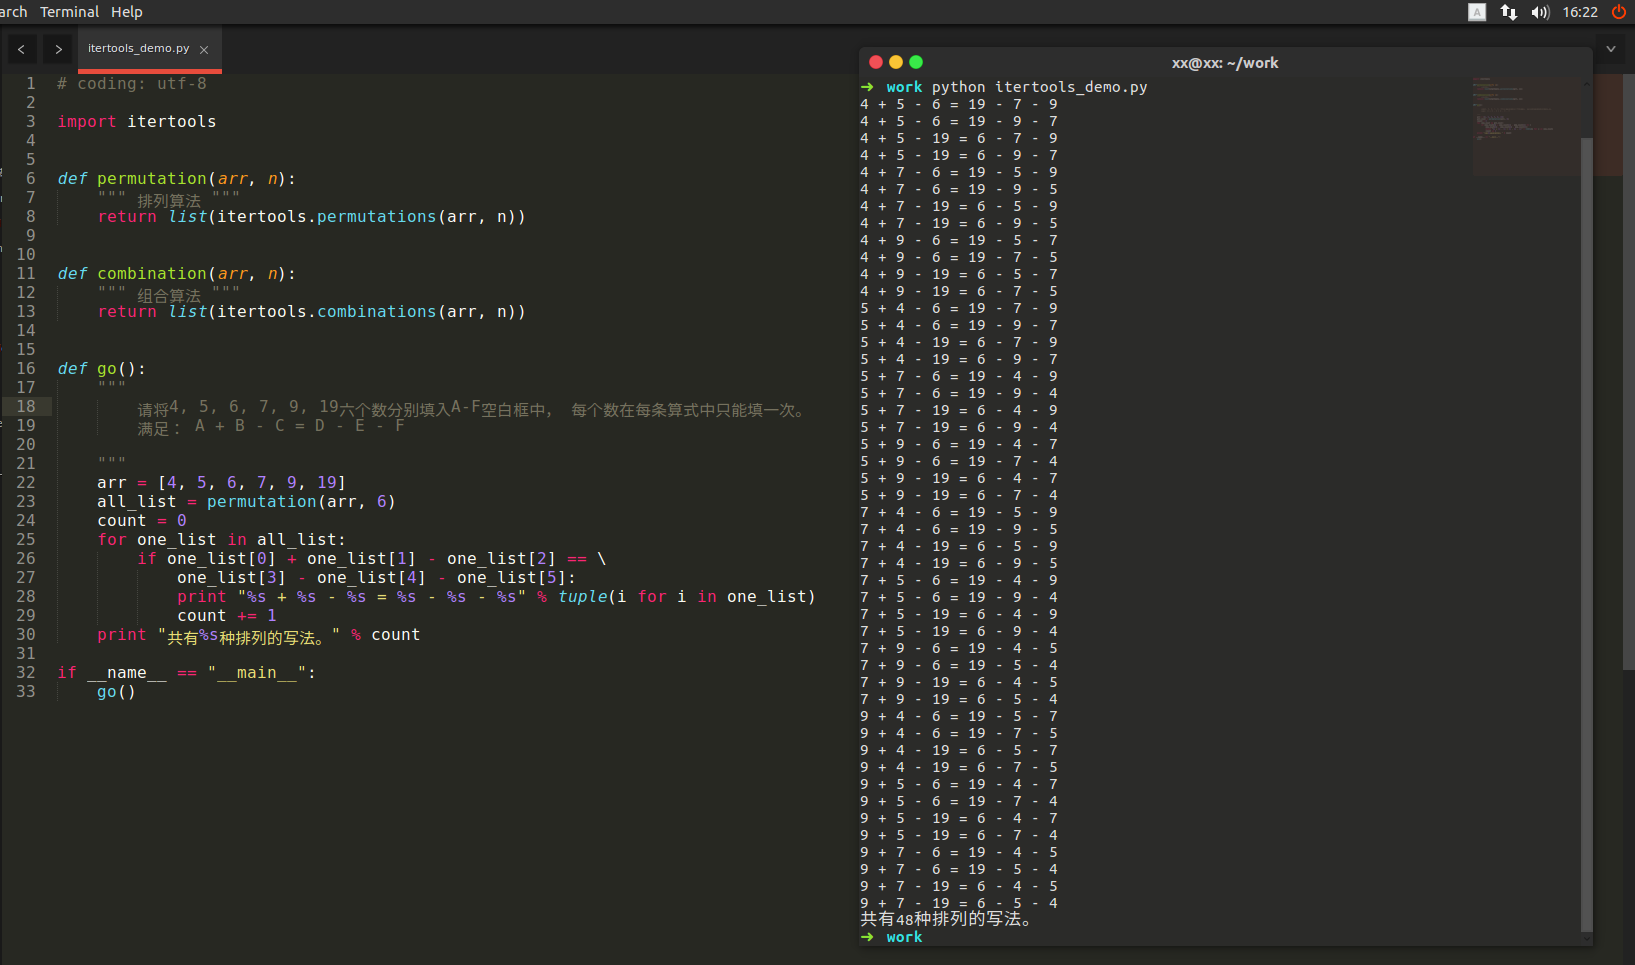 arch Terminal Help
A 16:22
itertools_demo.py ×
1 # coding: utf-8
2
3 import itertools
4
5
6 def permutation(arr, n):
7 """ 排列算法 """
8 return list(itertools.permutations(arr, n))
9
10
11 def combination(arr, n):
12 """ 组合算法 """
13 return list(itertools.combinations(arr, n))
14
15
16 def go():
17 """
18 请将4, 5, 6, 7, 9, 19六个数分别填入A-F空白框中， 每个数在每条算式中只能填一次。
19 满足： A + B - C = D - E - F
20
21 """
22 arr = [4, 5, 6, 7, 9, 19]
23 all_list = permutation(arr, 6)
24 count = 0
25 for one_list in all_list:
26 if one_list[0] + one_list[1] - one_list[2] == \
27 one_list[3] - one_list[4] - one_list[5]:
28 print "%s + %s - %s = %s - %s - %s" % tuple(i for i in one_list)
29 count += 1
30 print "共有%s种排列的写法。" % count
31
32 if __name__ == "__main__":
33 go()
xx@xx: ~/work
➜ work python itertools_demo.py
4 + 5 - 6 = 19 - 7 - 9
4 + 5 - 6 = 19 - 9 - 7
4 + 5 - 19 = 6 - 7 - 9
4 + 5 - 19 = 6 - 9 - 7
4 + 7 - 6 = 19 - 5 - 9
4 + 7 - 6 = 19 - 9 - 5
4 + 7 - 19 = 6 - 5 - 9
4 + 7 - 19 = 6 - 9 - 5
4 + 9 - 6 = 19 - 5 - 7
4 + 9 - 6 = 19 - 7 - 5
4 + 9 - 19 = 6 - 5 - 7
4 + 9 - 19 = 6 - 7 - 5
5 + 4 - 6 = 19 - 7 - 9
5 + 4 - 6 = 19 - 9 - 7
5 + 4 - 19 = 6 - 7 - 9
5 + 4 - 19 = 6 - 9 - 7
5 + 7 - 6 = 19 - 4 - 9
5 + 7 - 6 = 19 - 9 - 4
5 + 7 - 19 = 6 - 4 - 9
5 + 7 - 19 = 6 - 9 - 4
5 + 9 - 6 = 19 - 4 - 7
5 + 9 - 6 = 19 - 7 - 4
5 + 9 - 19 = 6 - 4 - 7
5 + 9 - 19 = 6 - 7 - 4
7 + 4 - 6 = 19 - 5 - 9
7 + 4 - 6 = 19 - 9 - 5
7 + 4 - 19 = 6 - 5 - 9
7 + 4 - 19 = 6 - 9 - 5
7 + 5 - 6 = 19 - 4 - 9
7 + 5 - 6 = 19 - 9 - 4
7 + 5 - 19 = 6 - 4 - 9
7 + 5 - 19 = 6 - 9 - 4
7 + 9 - 6 = 19 - 4 - 5
7 + 9 - 6 = 19 - 5 - 4
7 + 9 - 19 = 6 - 4 - 5
7 + 9 - 19 = 6 - 5 - 4
9 + 4 - 6 = 19 - 5 - 7
9 + 4 - 6 = 19 - 7 - 5
9 + 4 - 19 = 6 - 5 - 7
9 + 4 - 19 = 6 - 7 - 5
9 + 5 - 6 = 19 - 4 - 7
9 + 5 - 6 = 19 - 7 - 4
9 + 5 - 19 = 6 - 4 - 7
9 + 5 - 19 = 6 - 7 - 4
9 + 7 - 6 = 19 - 4 - 5
9 + 7 - 6 = 19 - 5 - 4
9 + 7 - 19 = 6 - 4 - 5
9 + 7 - 19 = 6 - 5 - 4
共有48种排列的写法。
➜ work